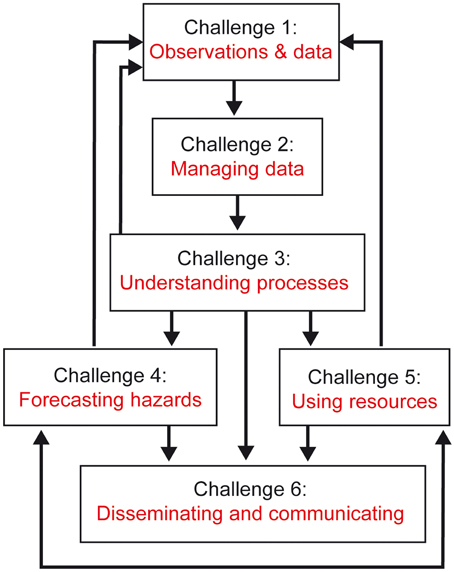 Challenge 1:
Observations & data
Challenge 2:
Managing data
Challenge 3:
Understanding processes
Challenge 4:
Forecasting hazards
Challenge 5:
Using resources
Challenge 6:
Disseminating and communicating